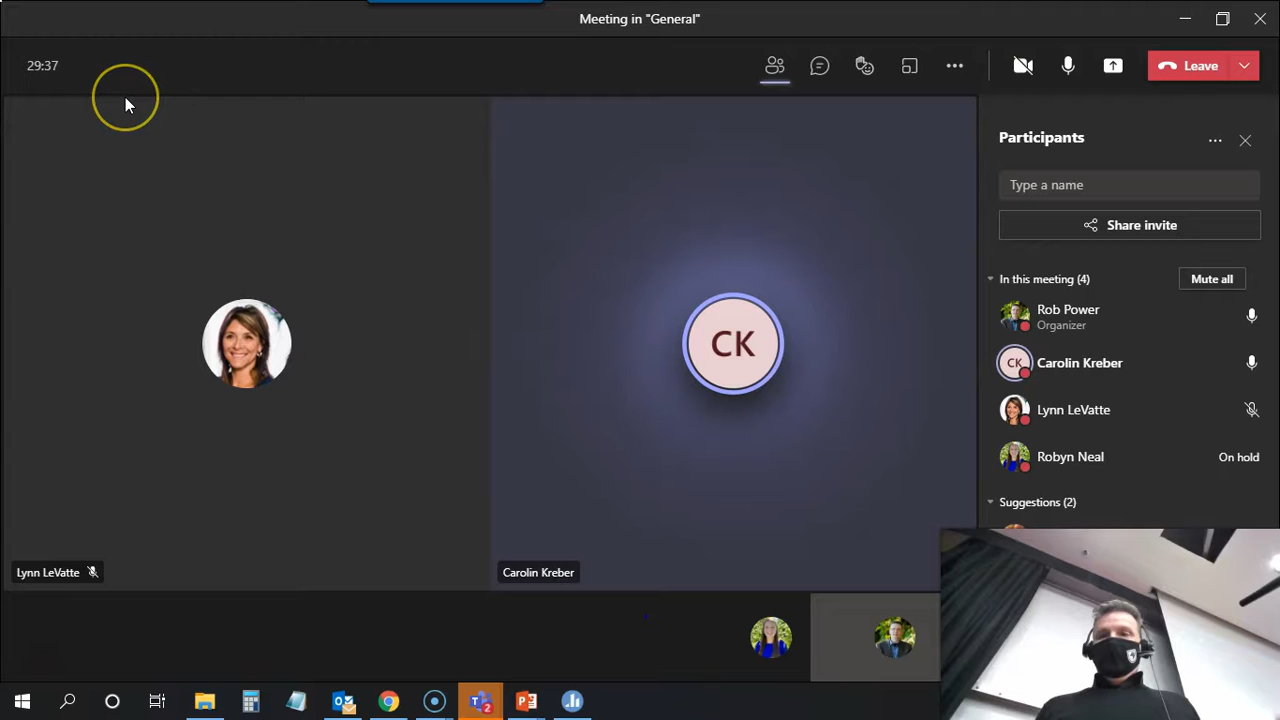 Meeting in "General"
29:37
Leave
Participants
Type a name
Share invite
In this meeting (4)
Mute all
Rob Power
Organizer
CK
CK
Carolin Kreber
Lynn LeVatte
Robyn Neal
On hold
Suggestions (2)
Lynn LeVatte
Carolin Kreber
2